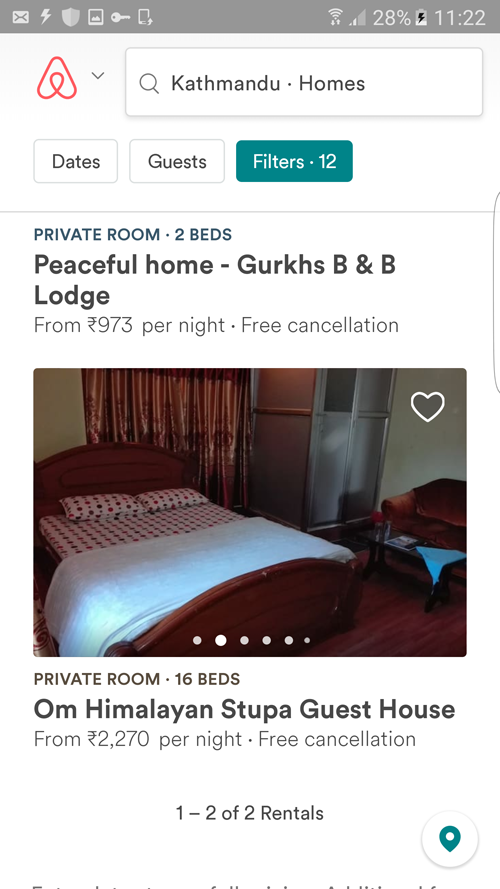 28% 11:22
Kathmandu · Homes
Dates Guests Filters · 12
PRIVATE ROOM · 2 BEDS
Peaceful home - Gurkhs B & B
Lodge
From ₹973 per night · Free cancellation
PRIVATE ROOM · 16 BEDS
Om Himalayan Stupa Guest House
From ₹2,270 per night · Free cancellation
1 – 2 of 2 Rentals